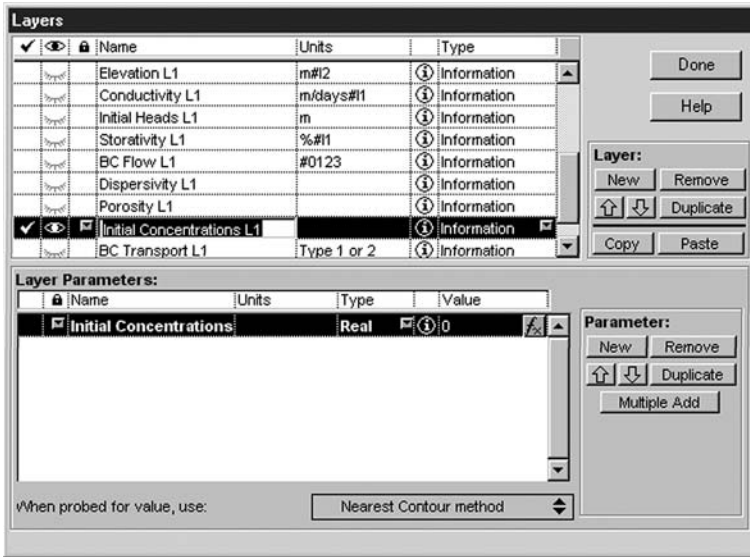 Layers
Name Units Type
Elevation L1 m#l2 Information
Conductivity L1 m/days#l1 Information
Initial Heads L1 m Information
Storativity L1 %#l1 Information
BC Flow L1 #0123 Information
Dispersivity L1 Information
Porosity L1 Information
Initial Concentrations L1 Information
BC Transport L1 Type 1 or 2 Information
Done
Help
Layer:
New Remove
Duplicate
Copy Paste
Layer Parameters:
Name Units Type Value
Initial Concentrations Real 0 fx
Parameter:
New Remove
Duplicate
Multiple Add
When probed for value, use: Nearest Contour method